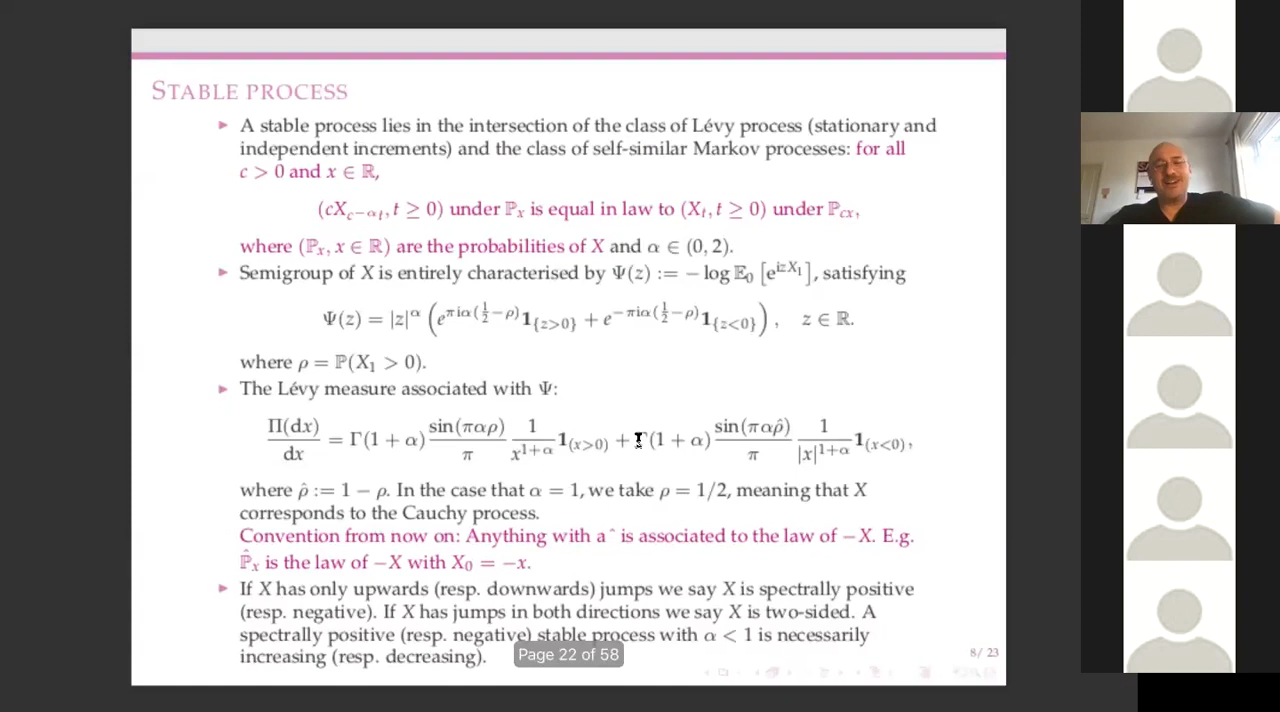 STABLE PROCESS
▶ A stable process lies in the intersection of the class of Lévy process (stationary and
independent increments) and the class of self-similar Markov processes: for all
c > 0 and x ∈ ℝ,
(cX_{c^{-α}t}, t ≥ 0) under ℙ_x is equal in law to (X_t, t ≥ 0) under ℙ_{cx},
where (ℙ_x, x ∈ ℝ) are the probabilities of X and α ∈ (0, 2).
▶ Semigroup of X is entirely characterised by Ψ(z) := − log 𝔼_0 [e^{izX_1}], satisfying
Ψ(z) = |z|^α (e^{πiα(1/2−ρ)} 1_{{z>0}} + e^{−πiα(1/2−ρ)} 1_{{z<0}}), z ∈ ℝ.
where ρ = ℙ(X_1 > 0).
▶ The Lévy measure associated with Ψ:
Π(dx)/dx = Γ(1 + α) sin(παρ)/π 1/x^{1+α} 1_{(x>0)} + Γ(1 + α) sin(παρ̂)/π 1/|x|^{1+α} 1_{(x<0)},
where ρ̂ := 1 − ρ. In the case that α = 1, we take ρ = 1/2, meaning that X
corresponds to the Cauchy process.
Convention from now on: Anything with a ˆ is associated to the law of −X. E.g.
ℙ̂_x is the law of −X with X_0 = −x.
▶ If X has only upwards (resp. downwards) jumps we say X is spectrally positive
(resp. negative). If X has jumps in both directions we say X is two-sided. A
spectrally positive (resp. negative) stable process with α < 1 is necessarily
increasing (resp. decreasing).
Page 22 of 58
8/ 23